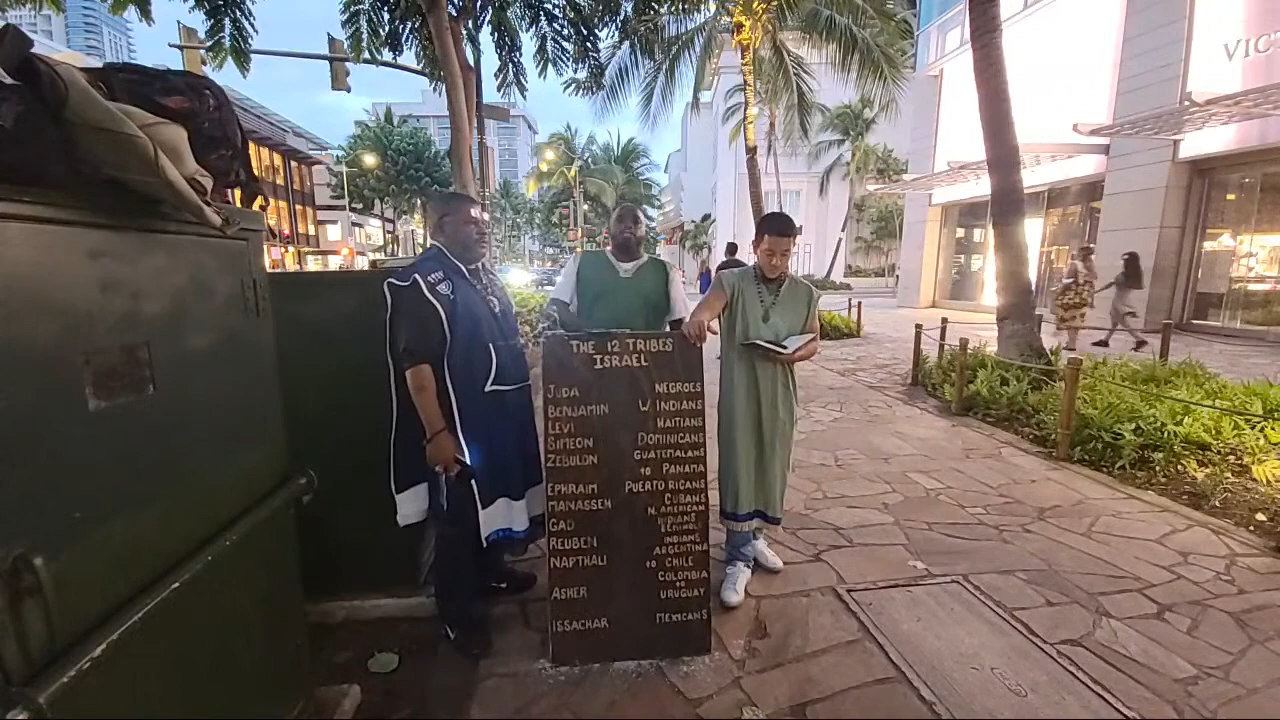 THE 12 TRIBES
ISRAEL
JUDA NEGROES
BENJAMIN W. INDIANS
LEVI HAITIANS
SIMEON DOMINICANS
ZEBULON GUATEMALANS
to PANAMA
EPHRAIM PUERTO RICANS
MANASSEH CUBANS
GAD N. AMERICAN
INDIANS
REUBEN SEMINOLE
INDIANS
NAPTHALI ARGENTINA
to CHILE
ASHER COLOMBIA
to
URUGUAY
ISSACHAR MEXICANS
VICT